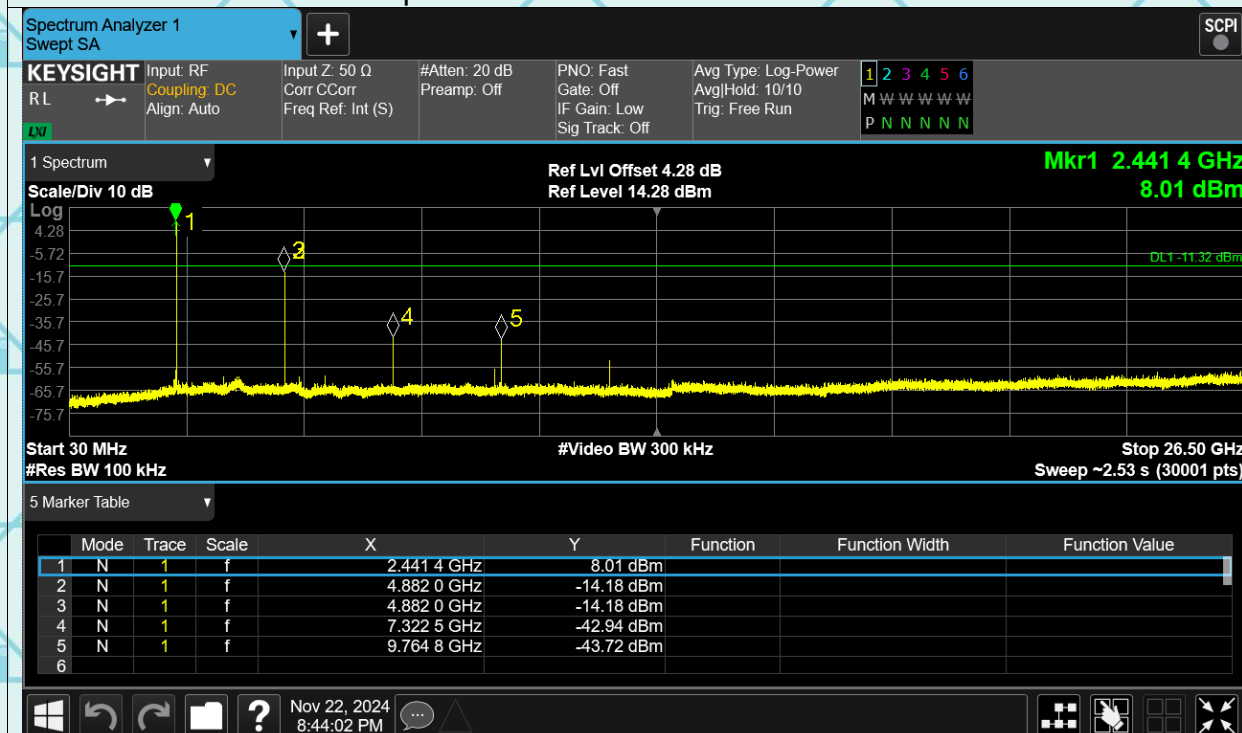 Spectrum Analyzer 1
Swept SA
+
SCPI
KEYSIGHT
RL
LXI
Input: RF
Coupling: DC
Align: Auto
Input Z: 50 Ω
Corr CCorr
Freq Ref: Int (S)
#Atten: 20 dB
Preamp: Off
PNO: Fast
Gate: Off
IF Gain: Low
Sig Track: Off
Avg Type: Log-Power
Avg|Hold: 10/10
Trig: Free Run
1 2 3 4 5 6
M W W W W W
P N N N N N
1 Spectrum
Scale/Div 10 dB
Ref Lvl Offset 4.28 dB
Ref Level 14.28 dBm
Mkr1 2.441 4 GHz
8.01 dBm
Log
4.28
-5.72
-15.7
-25.7
-35.7
-45.7
-55.7
-65.7
-75.7
1
3
4
5
DL1 -11.32 dBm
Start 30 MHz
#Res BW 100 kHz
#Video BW 300 kHz
Stop 26.50 GHz
Sweep ~2.53 s (30001 pts)
5 Marker Table
Mode Trace Scale X Y Function Function Width Function Value
1 N 1 f 2.441 4 GHz 8.01 dBm
2 N 1 f 4.882 0 GHz -14.18 dBm
3 N 1 f 4.882 0 GHz -14.18 dBm
4 N 1 f 7.322 5 GHz -42.94 dBm
5 N 1 f 9.764 8 GHz -43.72 dBm
6
?
Nov 22, 2024
8:44:02 PM